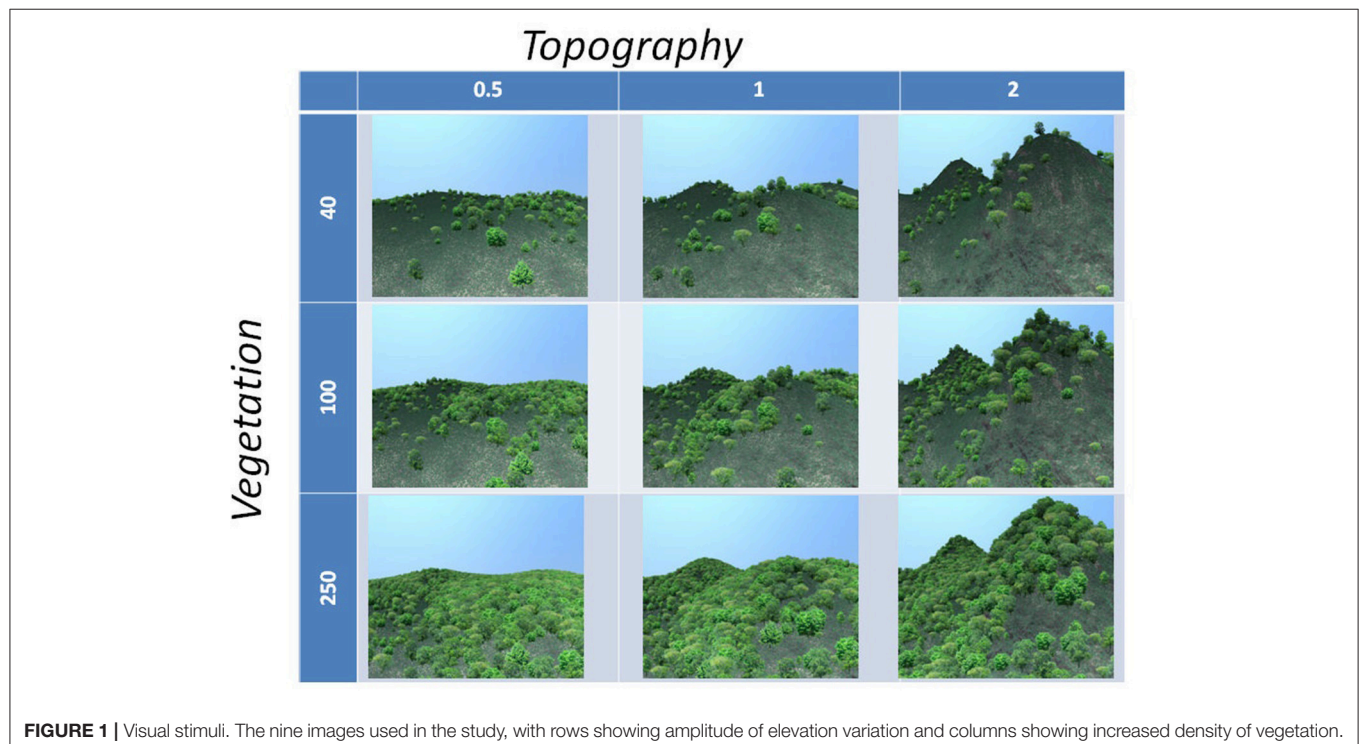 Topography
0.5 1 2
40
Vegetation
100
250
FIGURE 1 | Visual stimuli. The nine images used in the study, with rows showing amplitude of elevation variation and columns showing increased density of vegetation.